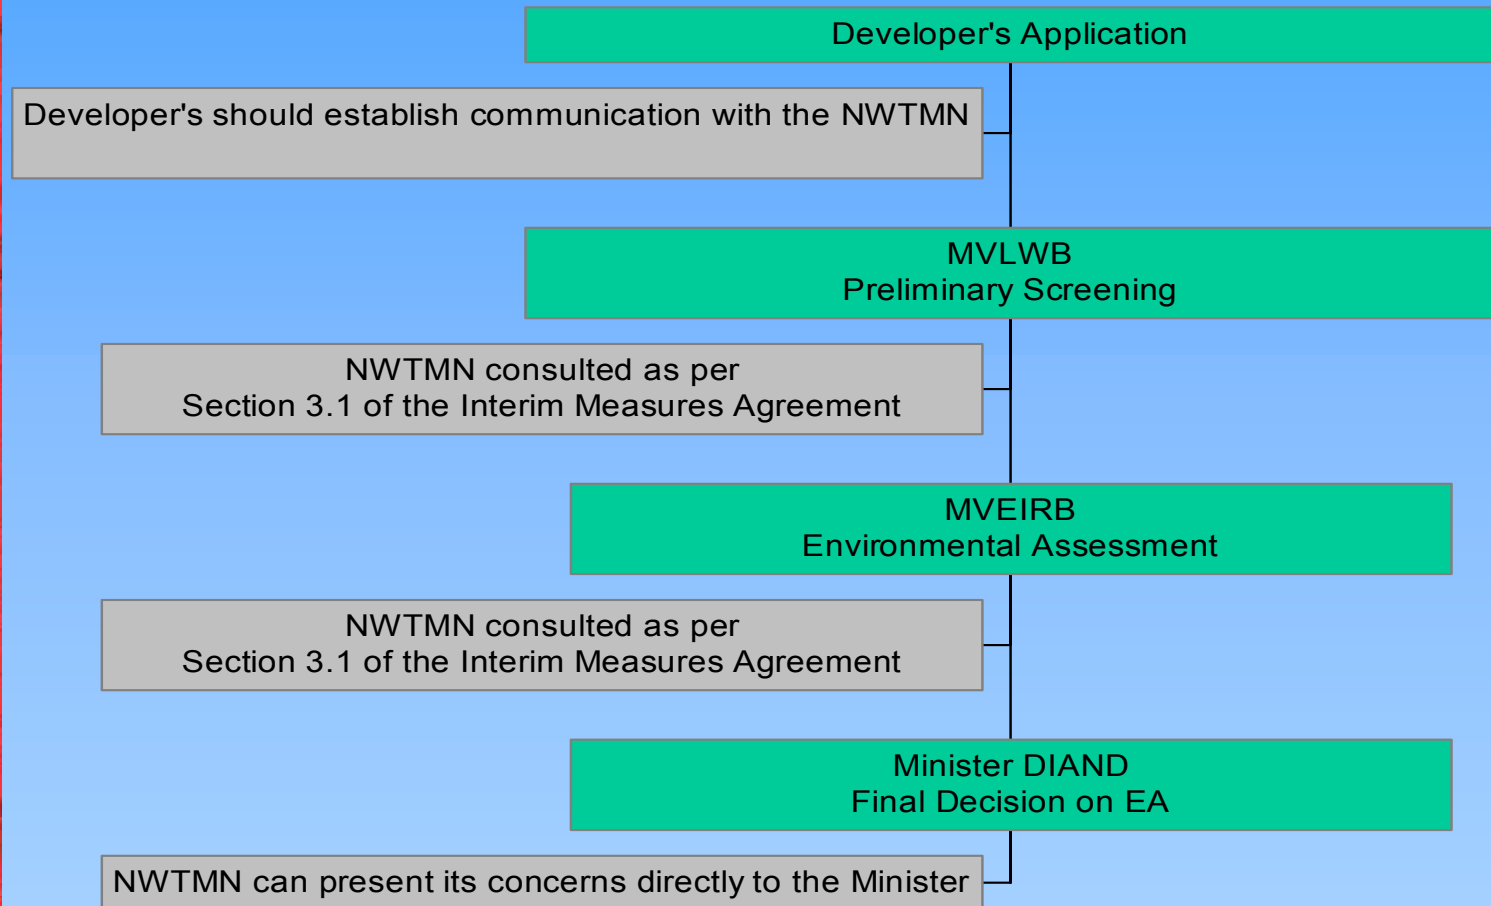 Developer's Application
Developer's should establish communication with the NWTMN
MVLWB
Preliminary Screening
NWTMN consulted as per
Section 3.1 of the Interim Measures Agreement
MVEIRB
Environmental Assessment
NWTMN consulted as per
Section 3.1 of the Interim Measures Agreement
Minister DIAND
Final Decision on EA
NWTMN can present its concerns directly to the Minister